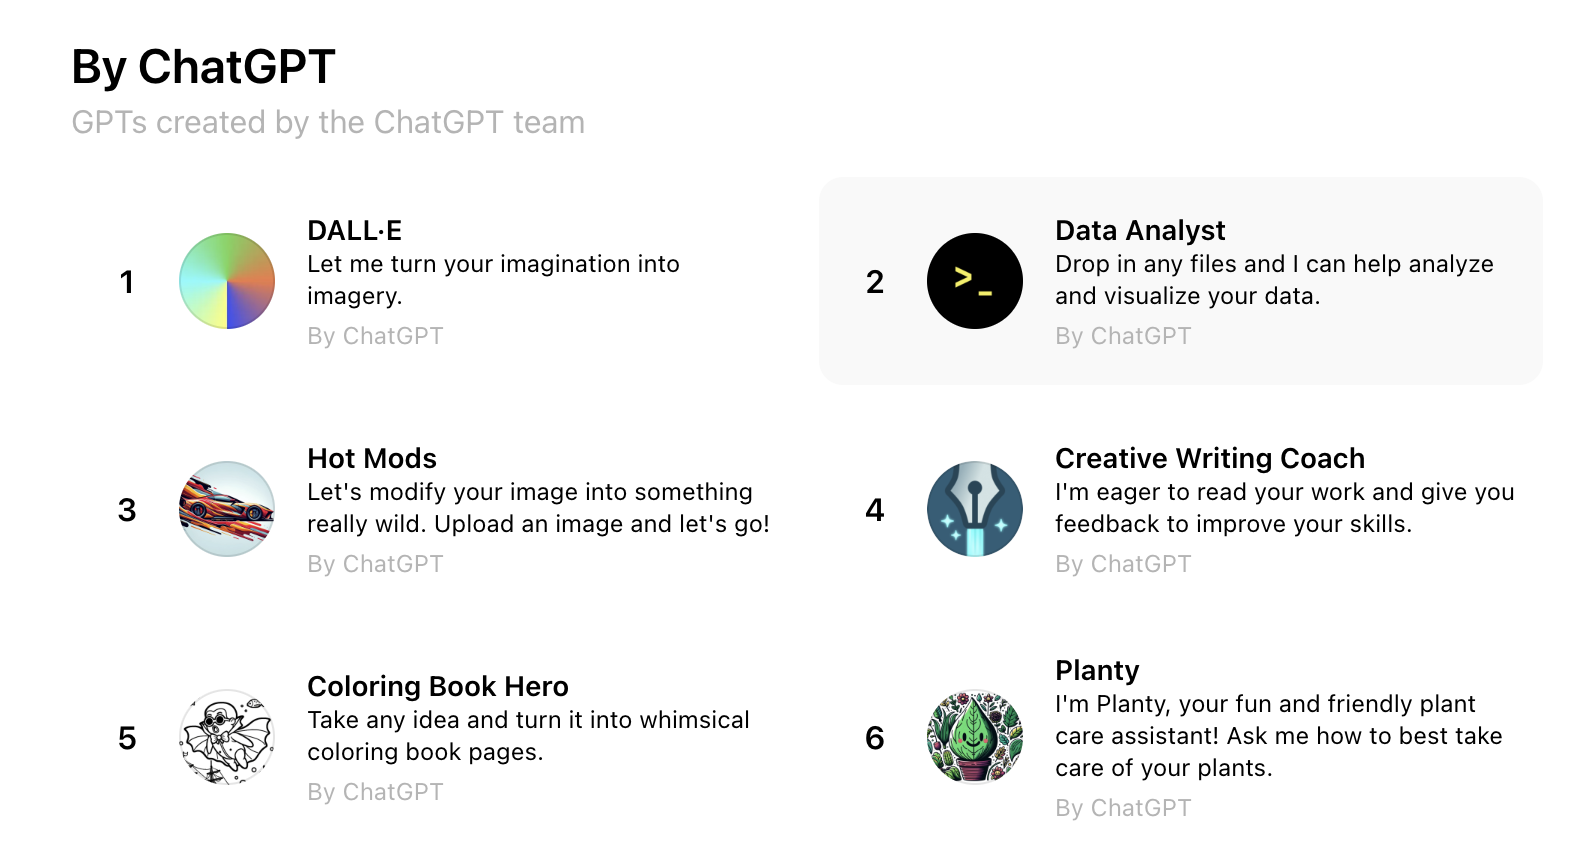 By ChatGPT
GPTs created by the ChatGPT team
1
DALL·E
Let me turn your imagination into
imagery.
By ChatGPT
2
>_
Data Analyst
Drop in any files and I can help analyze
and visualize your data.
By ChatGPT
3
Hot Mods
Let's modify your image into something
really wild. Upload an image and let's go!
By ChatGPT
4
Creative Writing Coach
I'm eager to read your work and give you
feedback to improve your skills.
By ChatGPT
5
Coloring Book Hero
Take any idea and turn it into whimsical
coloring book pages.
By ChatGPT
6
Planty
I'm Planty, your fun and friendly plant
care assistant! Ask me how to best take
care of your plants.
By ChatGPT